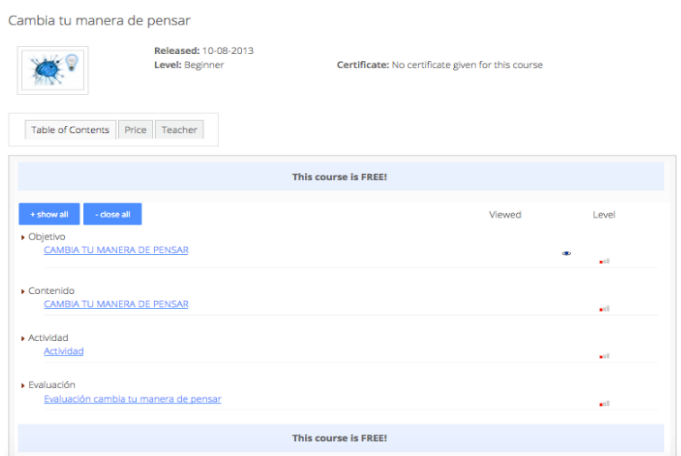 Cambia tu manera de pensar
Released: 10-08-2013
Level: Beginner Certificate: No certificate given for this course
Table of Contents Price Teacher
This course is FREE!
+ show all - close all Viewed Level
Objetivo
CAMBIA TU MANERA DE PENSAR
Contenido
CAMBIA TU MANERA DE PENSAR
Actividad
Actividad
Evaluación
Evaluación cambia tu manera de pensar
This course is FREE!